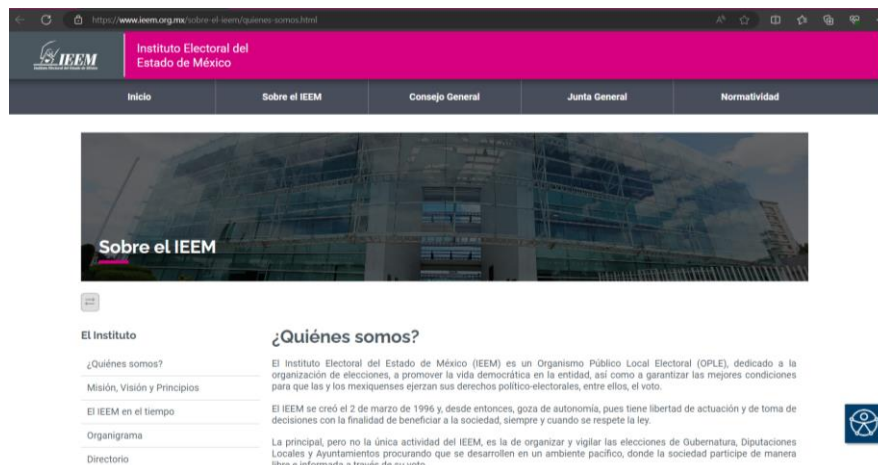 https://www.ieem.org.mx/sobre-el-ieem/quienes-somos.html
IEEM
Instituto Electoral del
Estado de México
Inicio
Sobre el IEEM
Consejo General
Junta General
Normatividad
Sobre el IEEM
El Instituto
¿Quiénes somos?
Misión, Visión y Principios
El IEEM en el tiempo
Organigrama
Directorio
¿Quiénes somos?
El Instituto Electoral del Estado de México (IEEM) es un Organismo Público Local Electoral (OPLE), dedicado a la
organización de elecciones, a promover la vida democrática en la entidad, así como a garantizar las mejores condiciones
para que las y los mexiquenses ejerzan sus derechos político-electorales, entre ellos, el voto.
El IEEM se creó el 2 de marzo de 1996 y, desde entonces, goza de autonomía, pues tiene libertad de actuación y de toma de
decisiones con la finalidad de beneficiar a la sociedad, siempre y cuando se respete la ley.
La principal, pero no la única actividad del IEEM, es la de organizar y vigilar las elecciones de Gubernatura, Diputaciones
Locales y Ayuntamientos procurando que se desarrollen en un ambiente pacífico, donde la sociedad participe de manera
libre e informada a través de su voto.